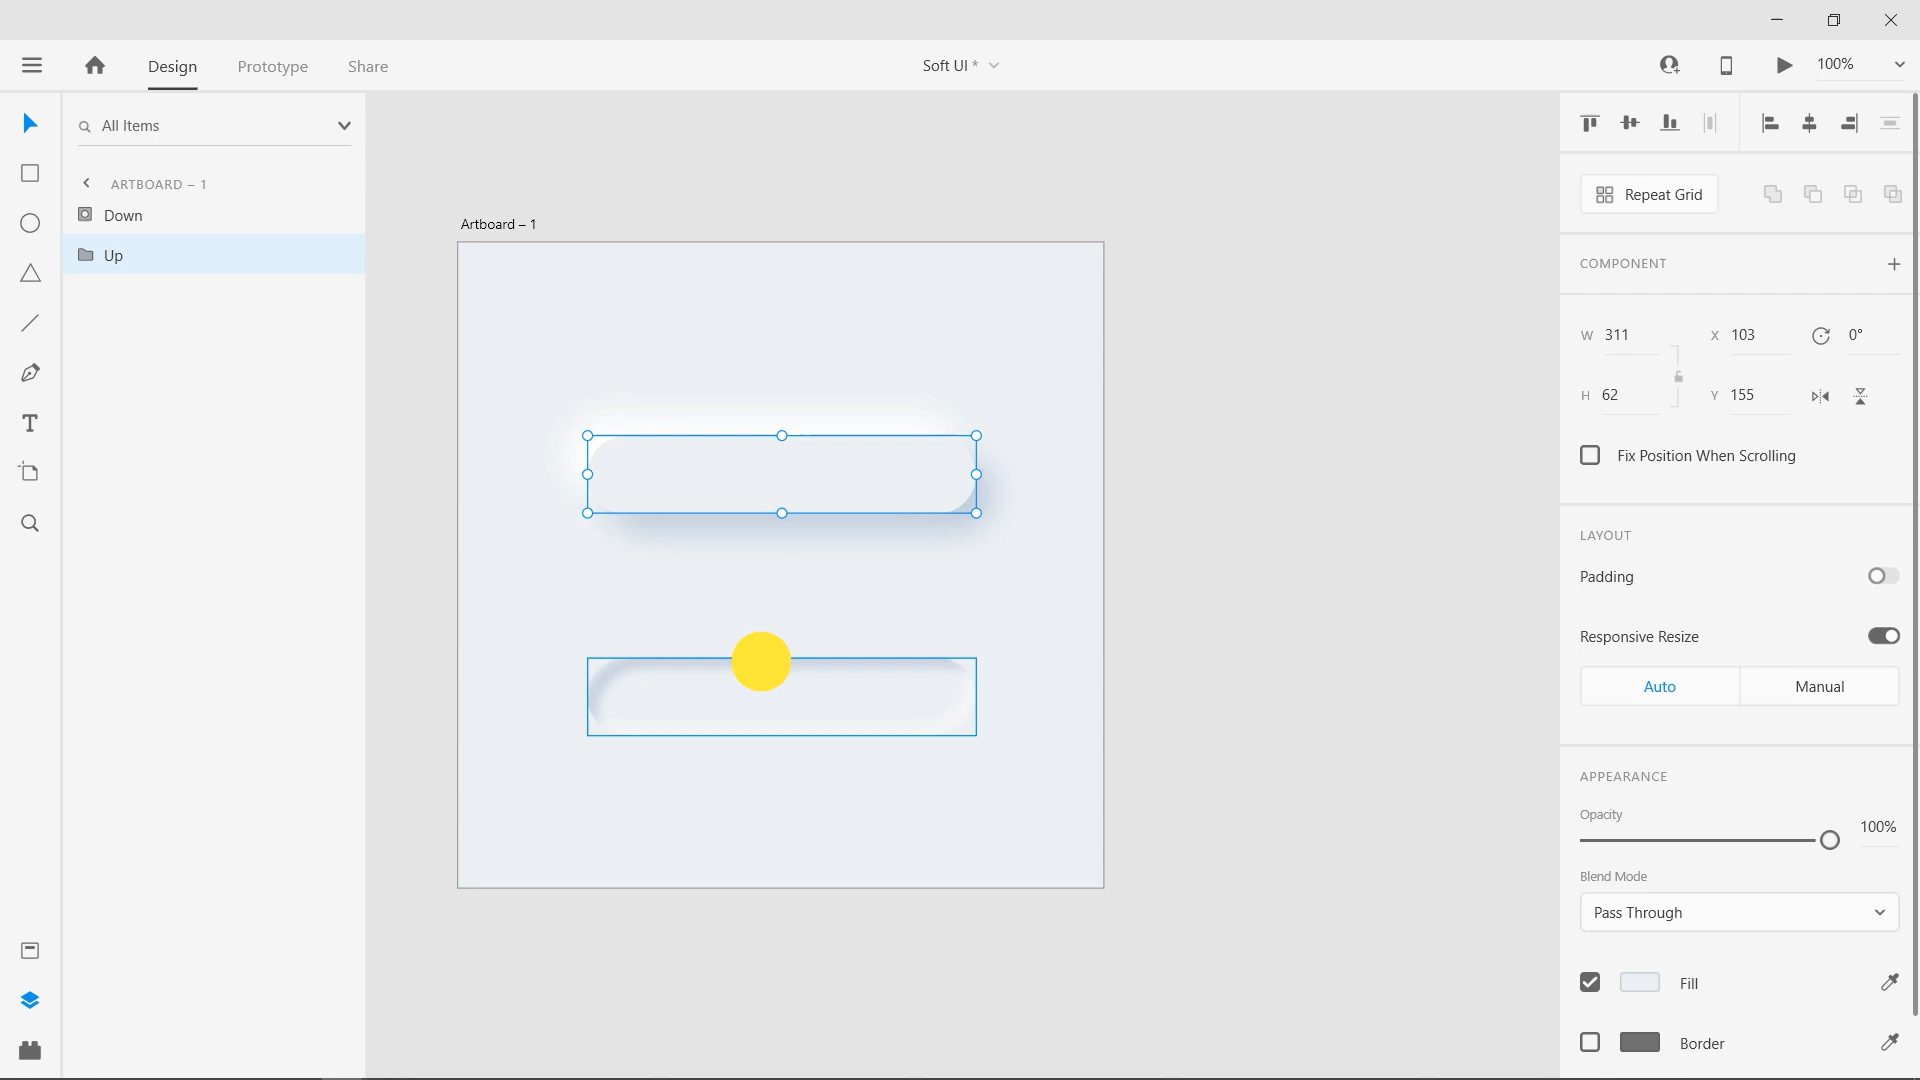 Design
Prototype
Share
Soft UI *
100%
All Items
ARTBOARD – 1
Down
Up
Artboard – 1
Repeat Grid
COMPONENT
W 311
X 103
0°
H 62
Y 155
Fix Position When Scrolling
LAYOUT
Padding
Responsive Resize
Auto
Manual
APPEARANCE
Opacity
100%
Blend Mode
Pass Through
Fill
Border